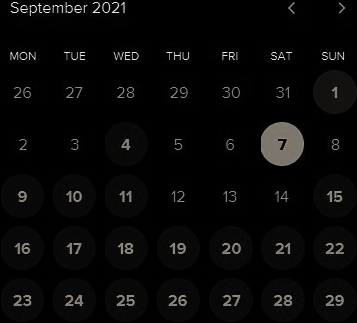 September 2021
MON TUE WED THU FRI SAT SUN
26 27 28 29 30 31 1
2 3 4 5 6 7 8
9 10 11 12 13 14 15
16 17 18 19 20 21 22
23 24 25 26 27 28 29